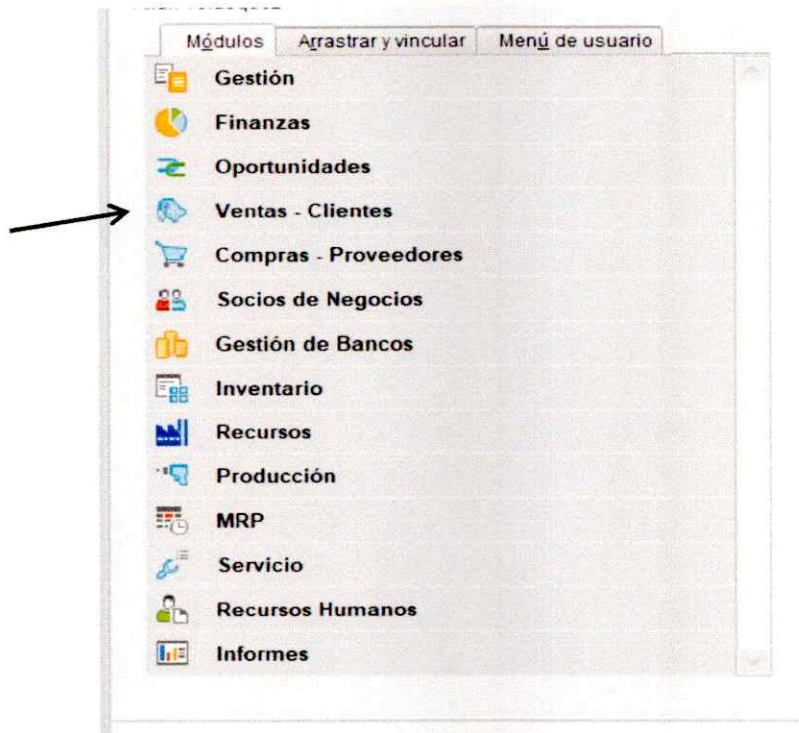 Módulos Arrastrar y vincular Menú de usuario
Gestión
Finanzas
Oportunidades
Ventas - Clientes
Compras - Proveedores
Socios de Negocios
Gestión de Bancos
Inventario
Recursos
Producción
MRP
Servicio
Recursos Humanos
Informes